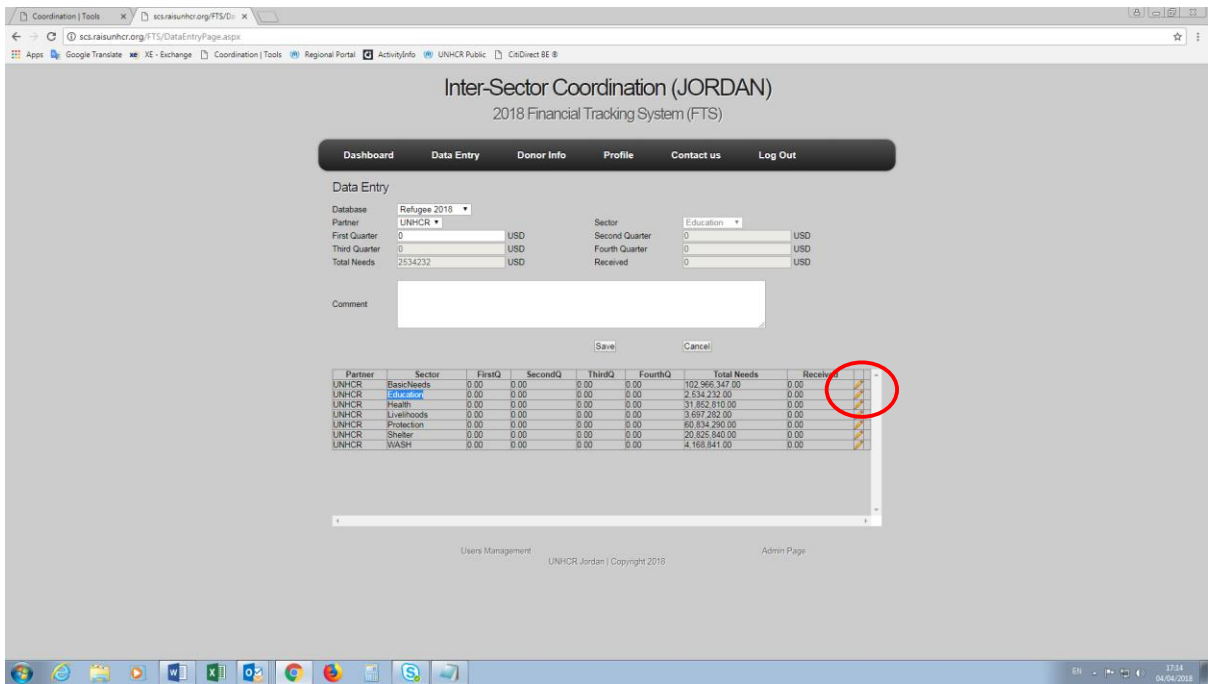 Coordination | Tools
scs.raisunhcr.org/FTS/Da
scs.raisunhcr.org/FTS/DataEntryPage.aspx
Apps Google Translate XE - Exchange Coordination | Tools Regional Portal ActivityInfo UNHCR Public CitiDirect BE ®
Inter-Sector Coordination (JORDAN)
2018 Financial Tracking System (FTS)
Dashboard Data Entry Donor Info Profile Contact us Log Out
Data Entry
Database Refugee 2018
Partner UNHCR Sector Education
First Quarter 0 USD Second Quarter 0 USD
Third Quarter 0 USD Fourth Quarter 0 USD
Total Needs 2534232 USD Received 0 USD
Comment
Save Cancel
Partner Sector FirstQ SecondQ ThirdQ FourthQ Total Needs Received
UNHCR BasicNeeds 0.00 0.00 0.00 0.00 102,966,347.00 0.00
UNHCR Education 0.00 0.00 0.00 0.00 2,534,232.00 0.00
UNHCR Health 0.00 0.00 0.00 0.00 31,852,810.00 0.00
UNHCR Livelihoods 0.00 0.00 0.00 0.00 3,697,282.00 0.00
UNHCR Protection 0.00 0.00 0.00 0.00 60,834,290.00 0.00
UNHCR Shelter 0.00 0.00 0.00 0.00 20,825,840.00 0.00
UNHCR WASH 0.00 0.00 0.00 0.00 4,168,841.00 0.00
Users Management Admin Page
UNHCR Jordan | Copyright 2018
EN 17:14
04/04/2018